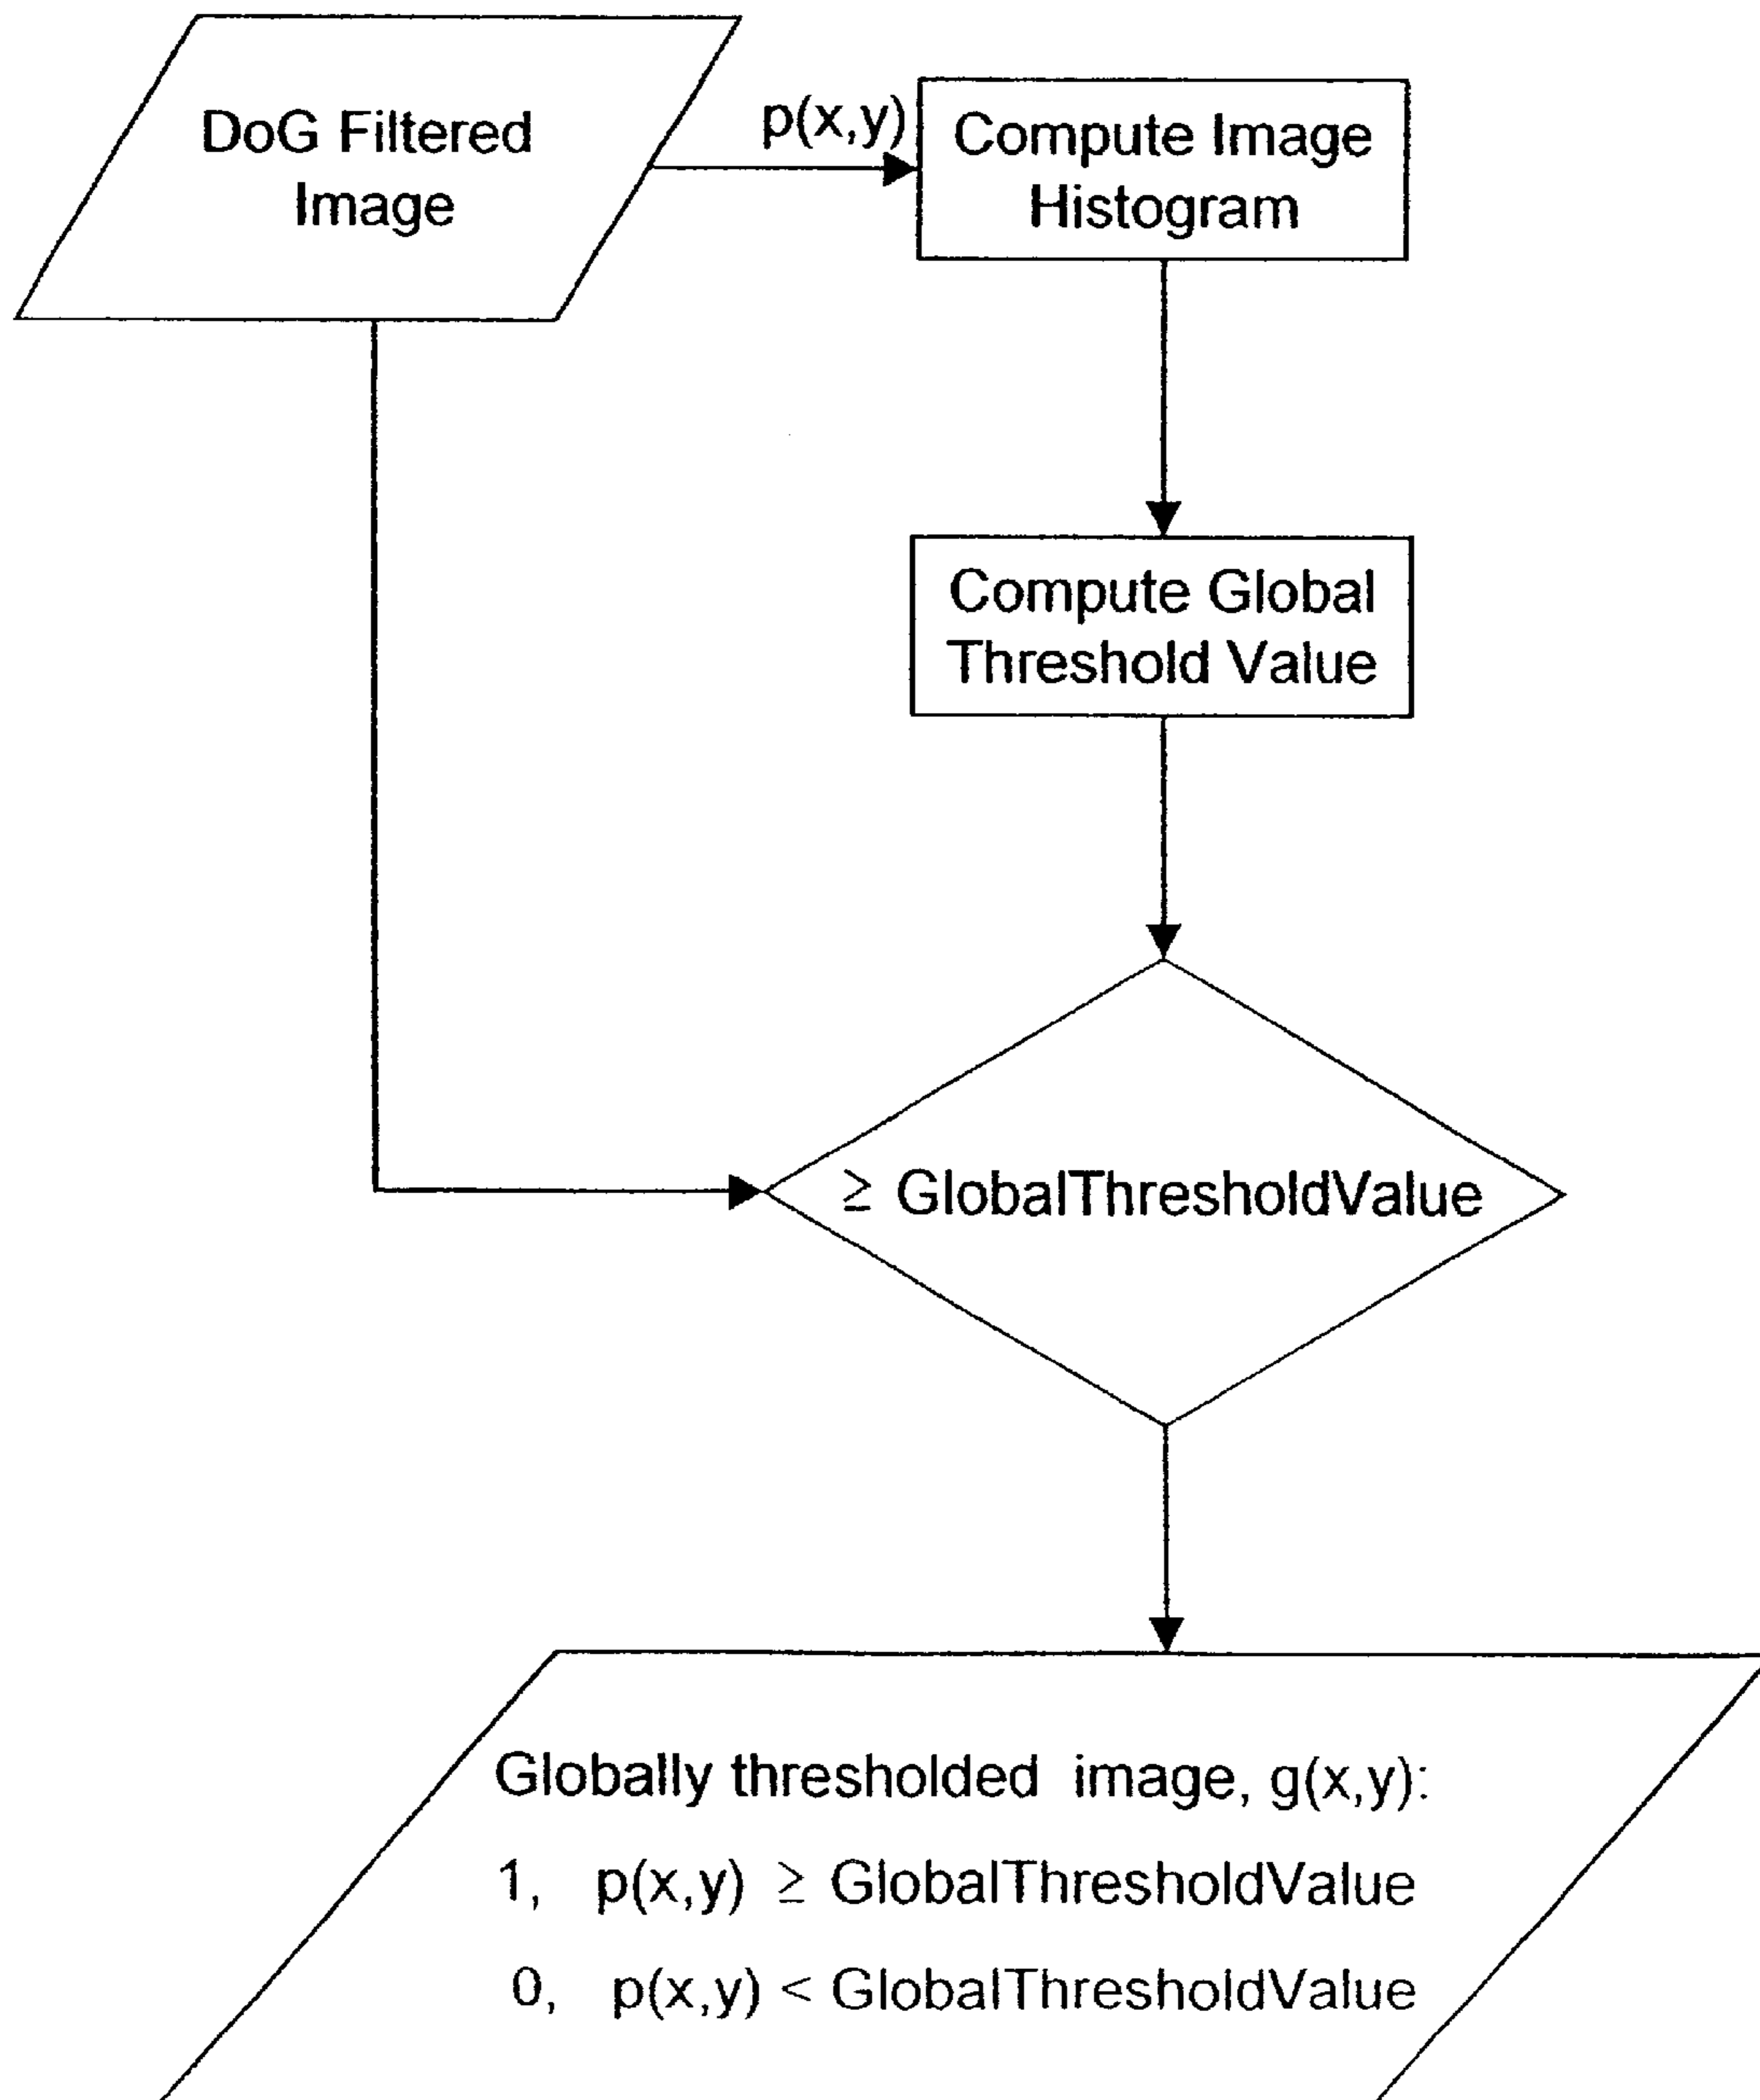 DoG Filtered
Image
p(x,y)
Compute Image
Histogram
Compute Global
Threshold Value
≥ GlobalThresholdValue
Globally thresholded image, g(x,y):
1, p(x,y) ≥ GlobalThresholdValue
0, p(x,y) < GlobalThresholdValue